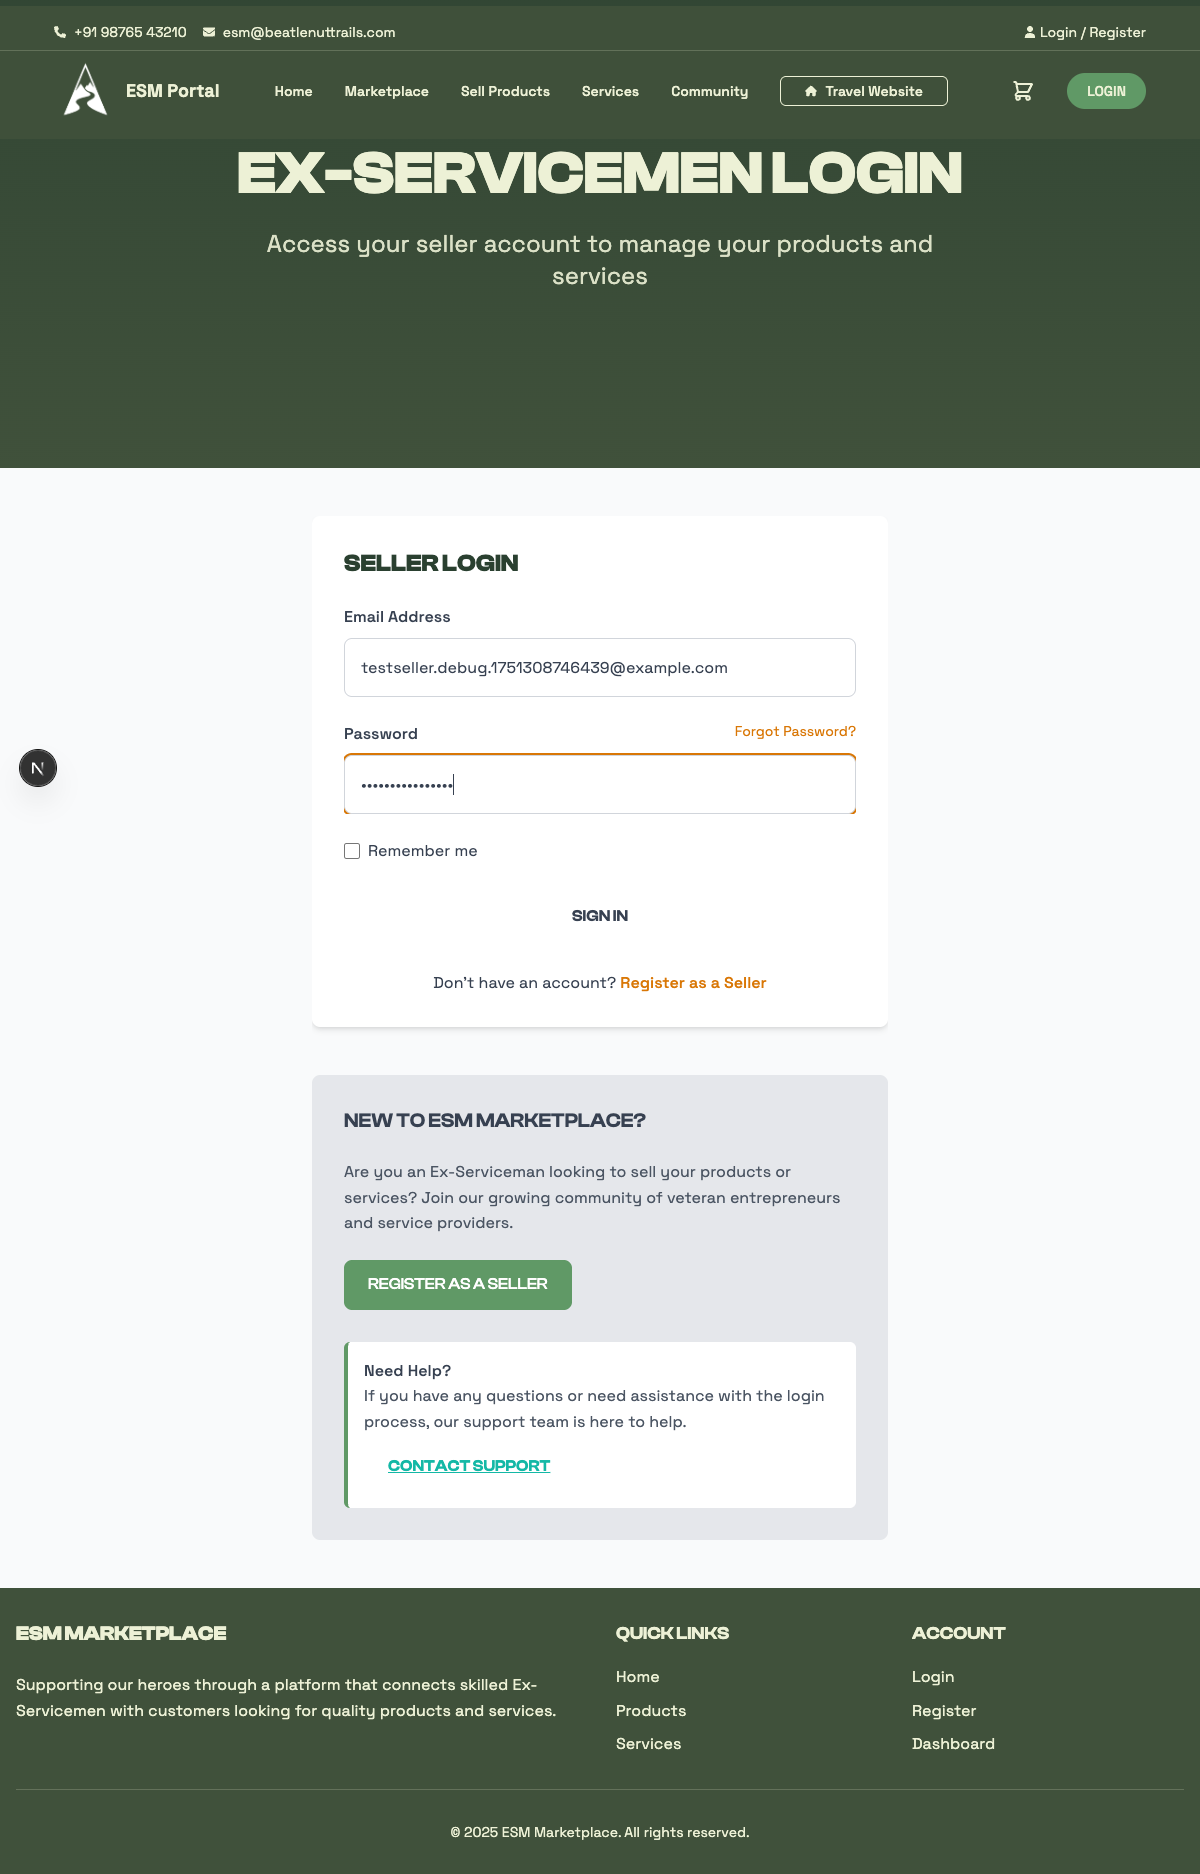 +91 98765 43210 esm@beatlenuttrails.com Login / Register
ESM Portal Home Marketplace Sell Products Services Community Travel Website LOGIN
EX-SERVICEMEN LOGIN
Access your seller account to manage your products and
services
SELLER LOGIN
Email Address
testseller.debug.1751308746439@example.com
Password Forgot Password?
••••••••••••••••
Remember me
SIGN IN
Don't have an account? Register as a Seller
N
NEW TO ESM MARKETPLACE?
Are you an Ex-Serviceman looking to sell your products or
services? Join our growing community of veteran entrepreneurs
and service providers.
REGISTER AS A SELLER
Need Help?
If you have any questions or need assistance with the login
process, our support team is here to help.
CONTACT SUPPORT
ESM MARKETPLACE
Supporting our heroes through a platform that connects skilled Ex-
Servicemen with customers looking for quality products and services.
QUICK LINKS
Home
Products
Services
ACCOUNT
Login
Register
Dashboard
© 2025 ESM Marketplace. All rights reserved.